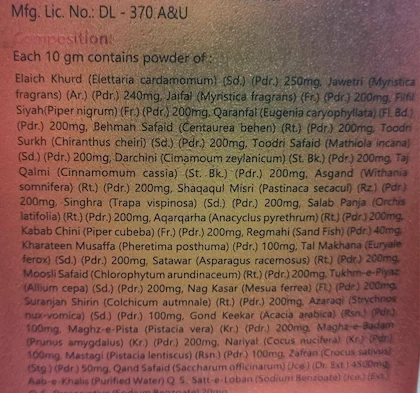 Mfg. Lic. No.: DL - 370 A&U
Composition:
Each 10 gm contains powder of :
Elaich Khurd (Elettaria cardamomum) (Sd.) (Pdr.) 250mg, Jawetri (Myristica
fragrans) (Ar.) (Pdr.) 240mg, Jaifal (Myristica fragrans) (Fr.) (Pdr.) 200mg, Filfil
Siyah(Piper nigrum) (Fr.) (Pdr.) 200mg, Qaranfal (Eugenia caryophyllata) (Fl. Bd.)
(Pdr.) 200mg, Behman Safaid (Centaurea behen) (Rt.) (Pdr.) 200mg, Toodri
Surkh (Chiranthus cheiri) (Sd.) (Pdr.) 200mg, Toodri Safaid (Mathiola incana)
(Sd.) (Pdr.) 200mg, Darchini (Cimamoum zeylanicum) (St. Bk.) (Pdr.) 200mg, Taj
Qalmi (Cinnamomum cassia) (St. Bk.) (Pdr.) 200mg, Asgand (Withania
somnifera) (Rt.) (Pdr.) 200mg, Shaqaqul Misri (Pastinaca secacul) (Rz.) (Pdr.)
200mg, Singhra (Trapa vispinosa) (Sd.) (Pdr.) 200mg, Salab Panja (Orchis
latifolia) (Rt.) (Pdr.) 200mg, Aqarqarha (Anacyclus pyrethrum) (Rt.) (Pdr.) 200mg,
Kabab Chini (Piper cubeba) (Fr.) (Pdr.) 200mg, Regmahi (Sand Fish) (Pdr.) 40mg,
Kharateen Musaffa (Pheretima posthuma) (Pdr.) 100mg, Tal Makhana (Euryale
ferox) (Sd.) (Pdr.) 200mg, Satawar (Asparagus racemosus) (Rt.) (Pdr.) 200mg,
Moosli Safaid (Chlorophytum arundinaceum) (Rt.) (Pdr.) 200mg, Tukhm-e-Piyaz
(Allium cepa) (Sd.) (Pdr.) 200mg, Nag Kasar (Mesua ferrea) (Fl.) (Pdr.) 200mg,
Suranjan Shirin (Colchicum autmnale) (Rt.) (Pdr.) 200mg, Azaraqi (Strychnos
nux-vomica) (Sd.) (Pdr.) 100mg, Gond Keekar (Acacia arabica) (Rsn.) (Pdr.)
100mg, Maghz-e-Pista (Pistacia vera) (Kr.) (Pdr.) 200mg, Maghz-e-Badam
(Prunus amygdalus) (Kr.) (Pdr.) 200mg, Nariyal (Cocus nucifera) (Kr.) (Pdr.)
100mg, Mastagi (Pistacia lentiscus) (Rsn.) (Pdr.) 100mg, Zafran (Crocus sativus)
(Stg.) (Pdr.) 50mg, Qand Safaid (Saccharum officinarum) (Jce.) (Dr. Ext.) 4500mg,
Aab-e-Khalis (Purified Water) Q. S. Satt-e-Loban (Sodium Benzoate) (Jce.) (Ext.)